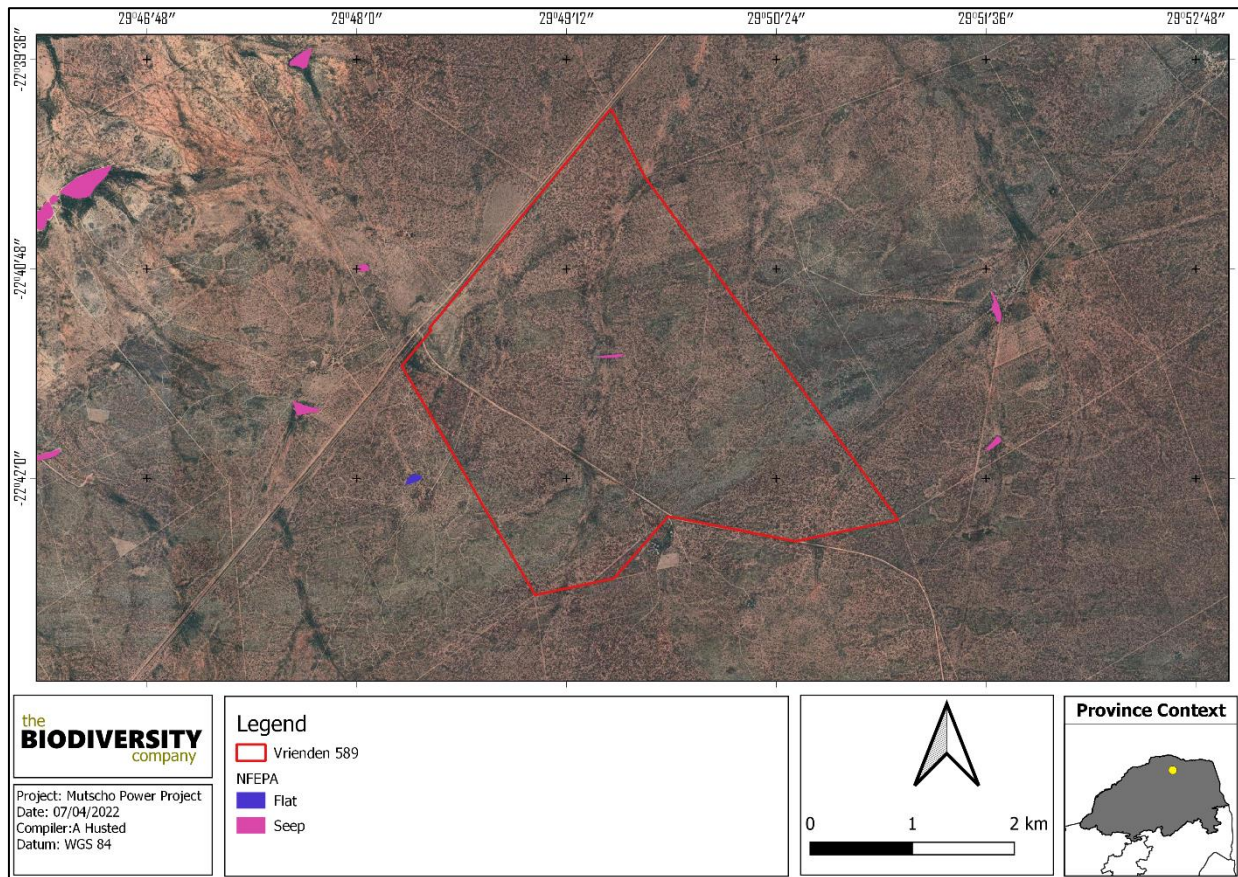 29°46'48" 29°48'0" 29°49'12" 29°50'24" 29°51'36" 29°52'48"
-22°39'36"
-22°40'48"
-22°42'0"
the
BIODIVERSITY
company
Project: Mutscho Power Project
Date: 07/04/2022
Compiler:A Husted
Datum: WGS 84
Legend
Vrienden 589
NFEPA
Flat
Seep
0 1 2 km
Province Context